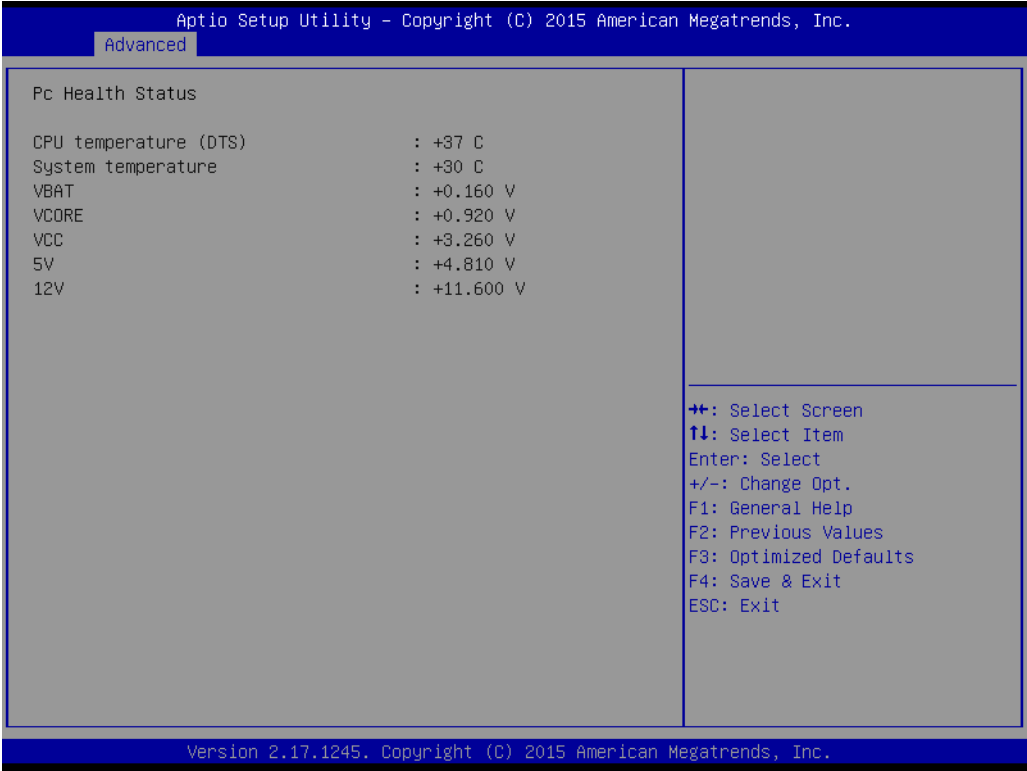 Aptio Setup Utility – Copyright (C) 2015 American Megatrends, Inc.
Advanced
Pc Health Status
CPU temperature (DTS) : +37 C
System temperature : +30 C
VBAT : +0.160 V
VCORE : +0.920 V
VCC : +3.260 V
5V : +4.810 V
12V : +11.600 V
→←: Select Screen
↑↓: Select Item
Enter: Select
+/-: Change Opt.
F1: General Help
F2: Previous Values
F3: Optimized Defaults
F4: Save & Exit
ESC: Exit
Version 2.17.1245. Copyright (C) 2015 American Megatrends, Inc.